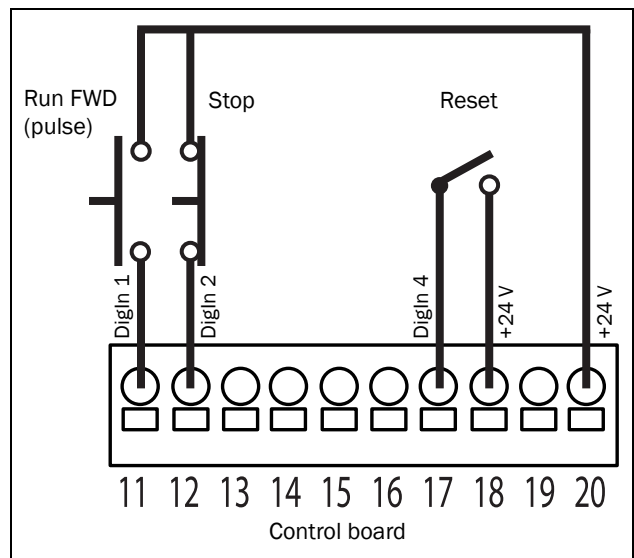 Run FWD
(pulse)
Stop
Reset
DigIn 1
DigIn 2
DigIn 4
+24 V
+24 V
11 12 13 14 15 16 17 18 19 20
Control board